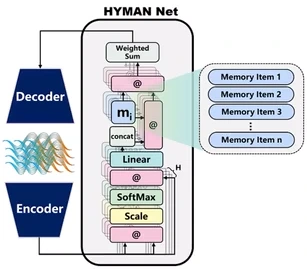 HYMAN Net
Weighted
Sum
@
m_i
@
concat
Linear
H
@
SoftMax
Scale
@
Decoder
Encoder
Memory Item 1
Memory Item 2
Memory Item 3
⋮
Memory Item n